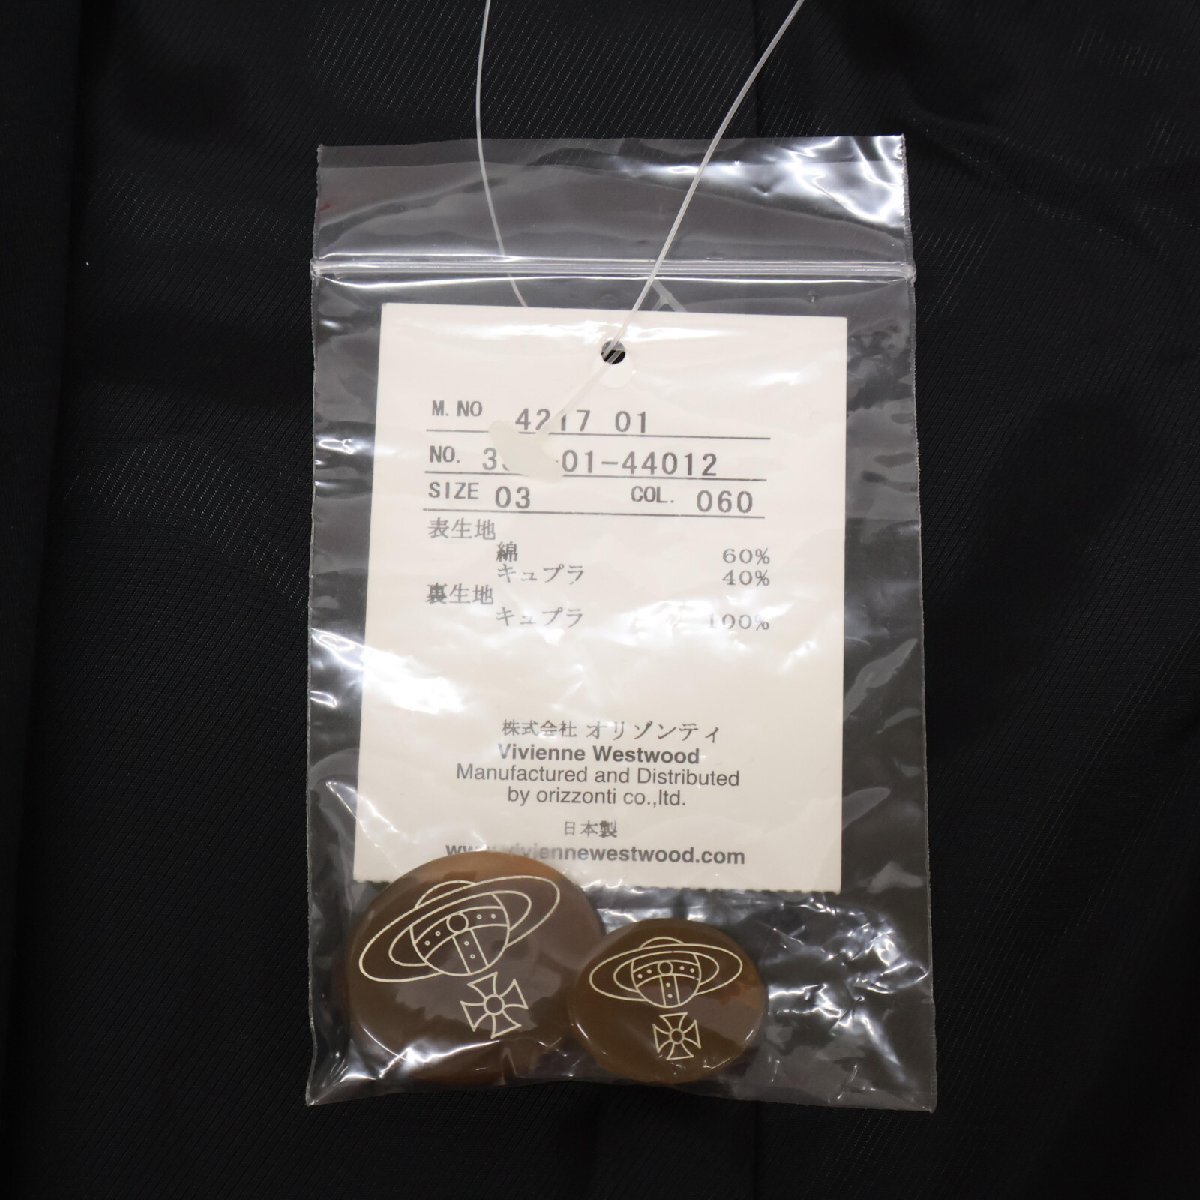 M. NO 4217 01
NO. -01-44012
SIZE 03 COL. 060
表生地
綿 60%
キュプラ 40%
裏生地
キュプラ 100%
株式会社 オリゾンティ
Vivienne Westwood
Manufactured and Distributed
by orizzonti co.,ltd.
日本製
www.viviennewestwood.com